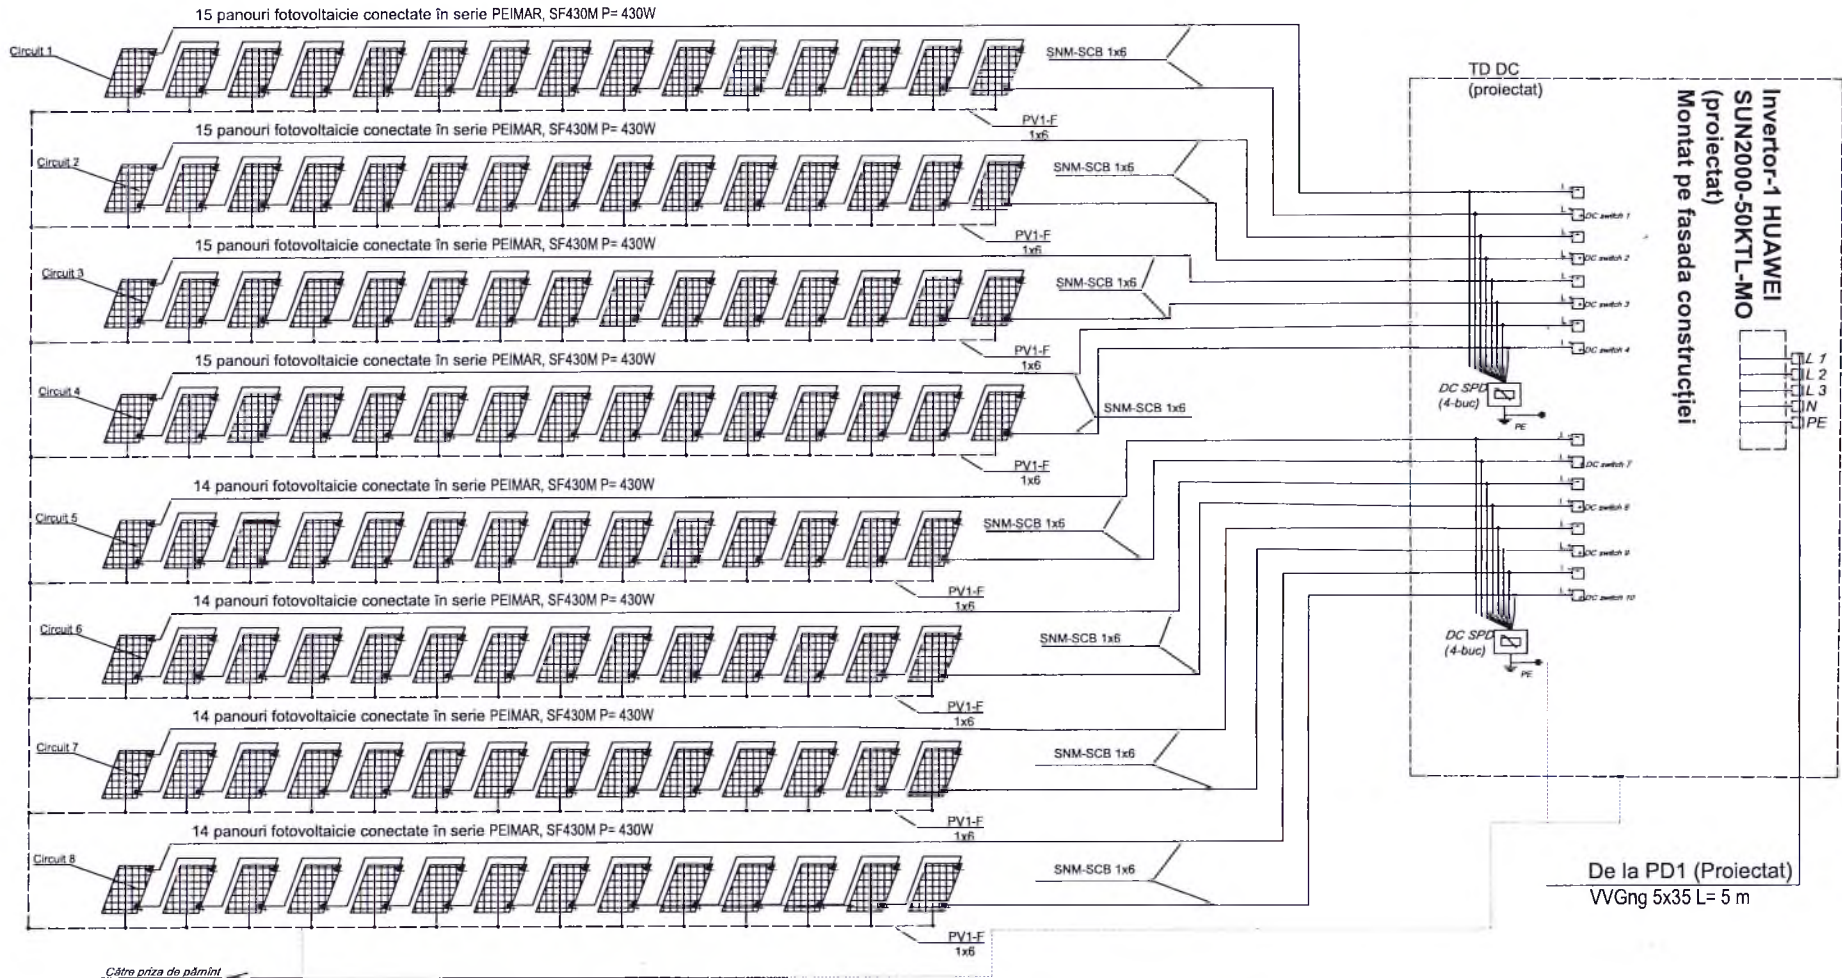 15 panouri fotovoltaicie conectate în serie PEIMAR, SF430M P= 430W
Circuit 1
SNM-SCB 1x6
PV1-F
1x6
15 panouri fotovoltaicie conectate în serie PEIMAR, SF430M P= 430W
Circuit 2
SNM-SCB 1x6
PV1-F
1x6
15 panouri fotovoltaicie conectate în serie PEIMAR, SF430M P= 430W
Circuit 3
SNM-SCB 1x6
PV1-F
1x6
15 panouri fotovoltaicie conectate în serie PEIMAR, SF430M P= 430W
Circuit 4
SNM-SCB 1x6
PV1-F
1x6
14 panouri fotovoltaicie conectate în serie PEIMAR, SF430M P= 430W
Circuit 5
SNM-SCB 1x6
PV1-F
1x6
14 panouri fotovoltaicie conectate în serie PEIMAR, SF430M P= 430W
Circuit 6
SNM-SCB 1x6
PV1-F
1x6
14 panouri fotovoltaicie conectate în serie PEIMAR, SF430M P= 430W
Circuit 7
SNM-SCB 1x6
PV1-F
1x6
14 panouri fotovoltaicie conectate în serie PEIMAR, SF430M P= 430W
Circuit 8
SNM-SCB 1x6
PV1-F
1x6
Către priza de pămînt
TD DC
(proiectat)
Invertor-1 HUAWEI
SUN2000-50KTL-MO
(proiectat)
Montat pe fasada construcției
DC switch 1
DC switch 2
DC switch 3
DC switch 4
DC SPD
(4-buc)
PE
L 1
L 2
L 3
N
PE
DC switch 7
DC switch 8
DC switch 9
DC switch 10
DC SPD
(4-buc)
PE
De la PD1 (Proiectat)
VVGng 5x35 L= 5 m